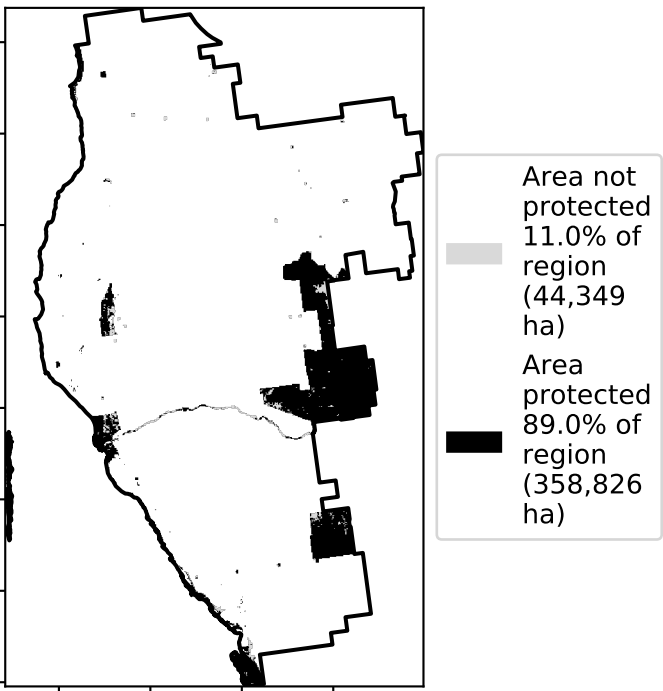 Area not
protected
11.0% of
region
(44,349
ha)
Area
protected
89.0% of
region
(358,826
ha)